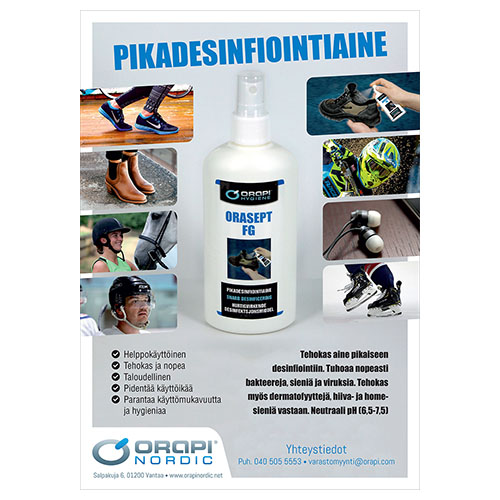 PIKADESINFIOINTIAINE
ORAPI
HYGIENE
ORASEPT
FG
PIKADESINFIOINTIAINE
SNABB DESINFICERING
HURTIGVIRKENDE
DESINFEKTSJONSMIDDEL
Helppokäyttöinen
Tehokas ja nopea
Taloudellinen
Pidentää käyttöikää
Parantaa käyttömukavuutta
ja hygieniaa
Tehokas aine pikaiseen
desinfiointiin. Tuhoaa nopeasti
bakteereja, sieniä ja viruksia. Tehokas
myös dermatofyyttejä, hilva- ja home-
sieniä vastaan. Neutraali pH (6,5-7,5)
ORAPI
NORDIC
Salpakuja 6, 01200 Vantaa • www.orapinordic.net
Yhteystiedot
Puh. 040 505 5553 • varastomyynti@orapi.com